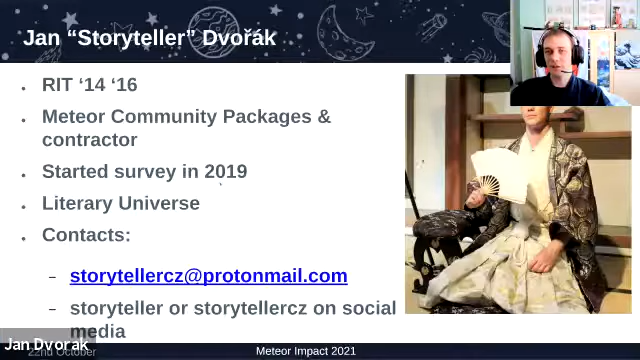 Jan “Storyteller” Dvořák
RIT ‘14 ‘16
Meteor Community Packages &
contractor
Started survey in 2019
Literary Universe
Contacts:
– storytellercz@protonmail.com
– storyteller or storytellercz on social
media
Jan Dvorak
22nd October
Meteor Impact 2021